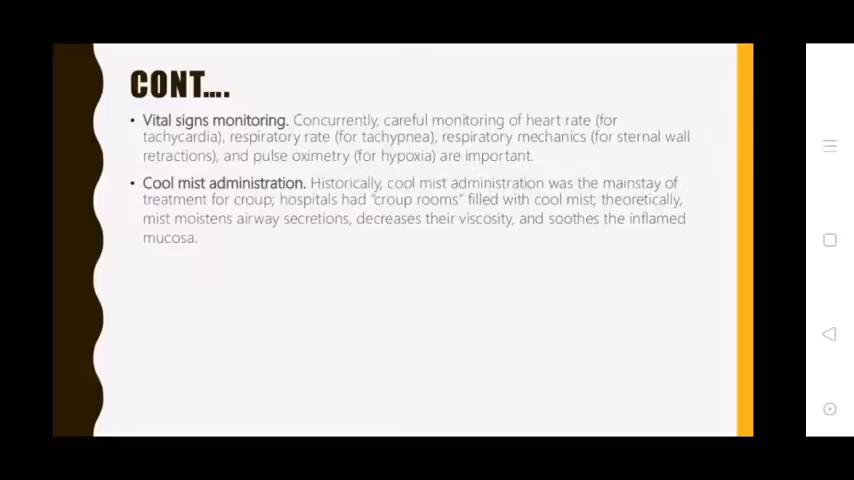 CONT....
• Vital signs monitoring. Concurrently, careful monitoring of heart rate (for
tachycardia), respiratory rate (for tachypnea), respiratory mechanics (for sternal wall
retractions), and pulse oximetry (for hypoxia) are important.
• Cool mist administration. Historically, cool mist administration was the mainstay of
treatment for croup; hospitals had “croup rooms” filled with cool mist; theoretically,
mist moistens airway secretions, decreases their viscosity, and soothes the inflamed
mucosa.